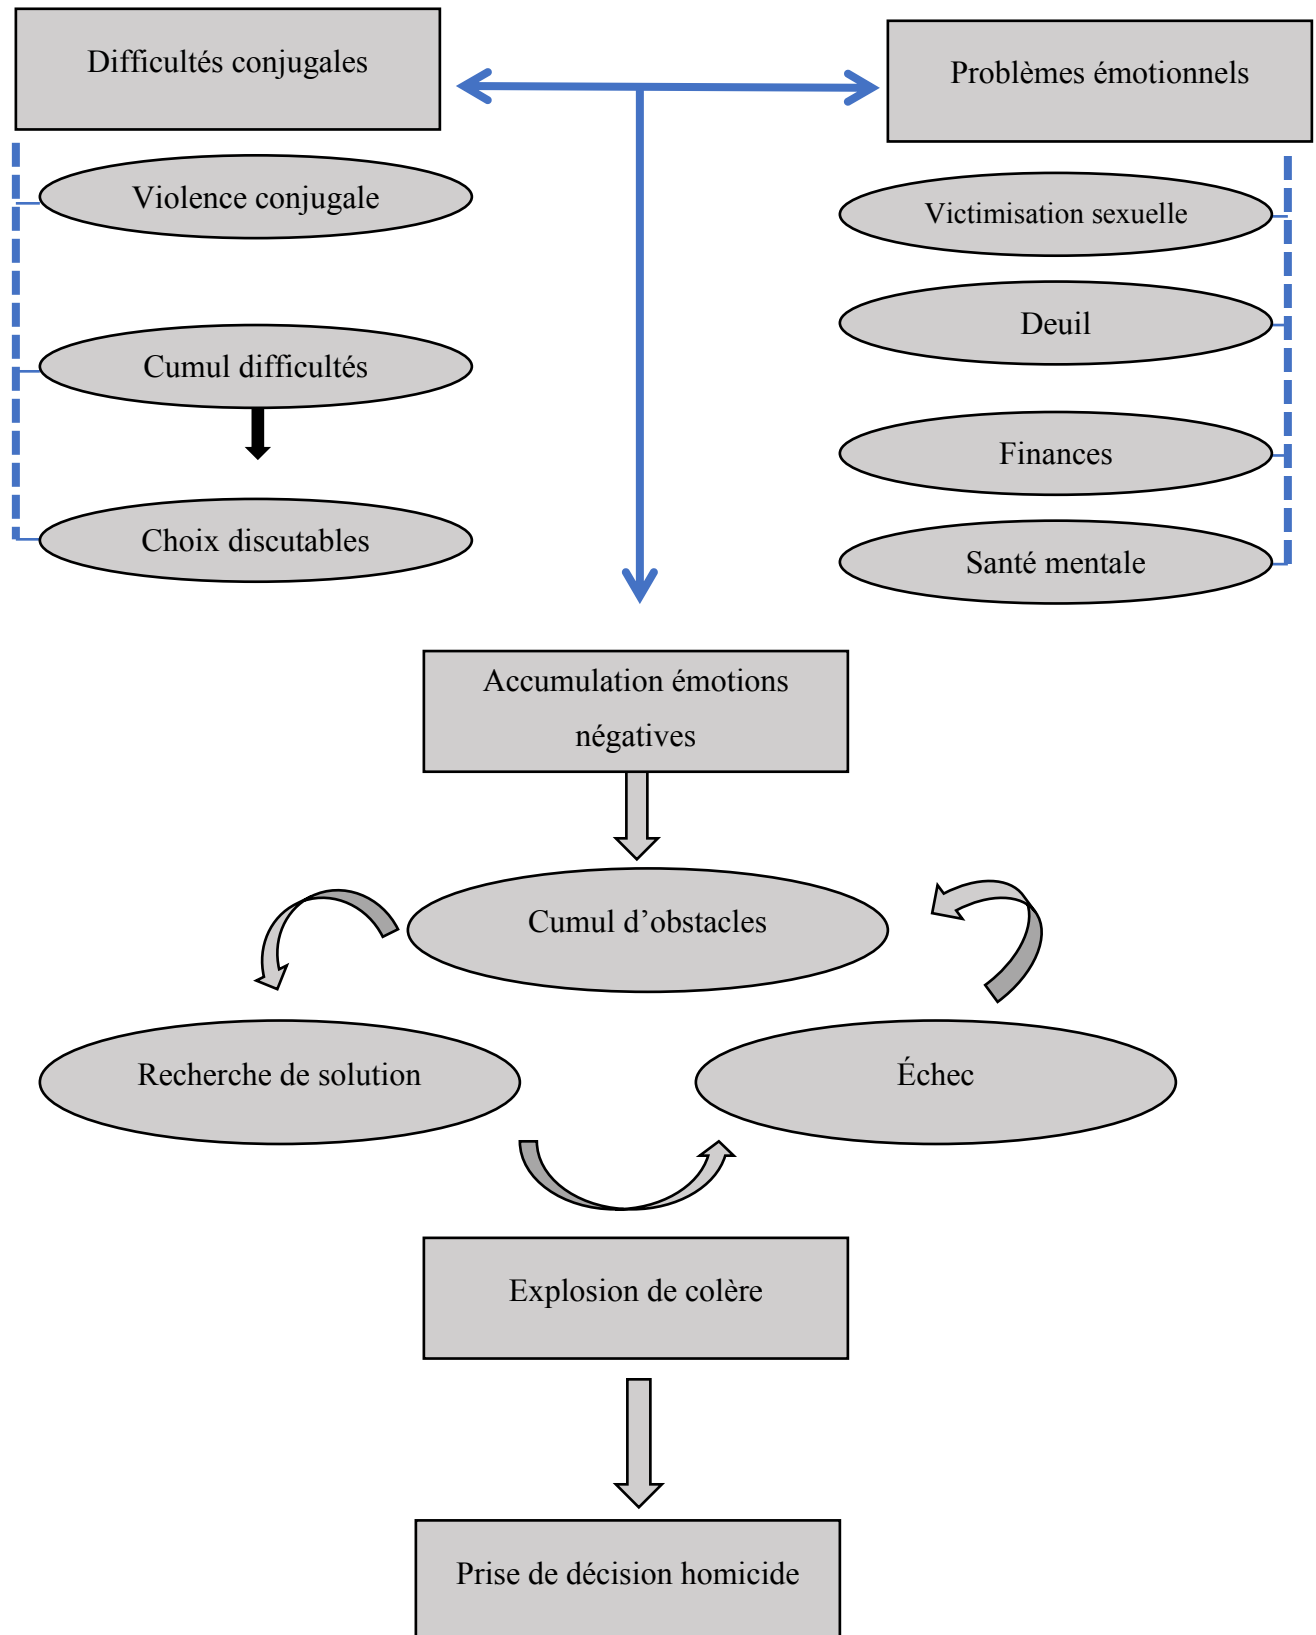 Difficultés conjugales
Problèmes émotionnels
Violence conjugale
Cumul difficultés
Choix discutables
Victimisation sexuelle
Deuil
Finances
Santé mentale
Accumulation émotions
négatives
Cumul d’obstacles
Recherche de solution
Échec
Explosion de colère
Prise de décision homicide